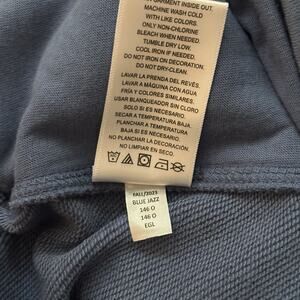 GARMENT INSIDE OUT.
MACHINE WASH COLD
WITH LIKE COLORS.
ONLY NON-CHLORINE
BLEACH WHEN NEEDED.
TUMBLE DRY LOW.
COOL IRON IF NEEDED.
DO NOT IRON ON DECORATION.
DO NOT DRY-CLEAN.
LAVAR LA PRENDA DEL REVÉS.
LAVAR A MÁQUINA CON AGUA
FRÍA Y COLORES SIMILARES.
USAR BLANQUEADOR SIN CLORO
SOLO SI ES NECESARIO.
SECAR A TEMPERATURA BAJA.
PLANCHAR A TEMPERATURA
BAJA SI ES NECESARIO.
NO PLANCHAR LA DECORACIÓN.
NO LIMPIAR EN SECO.
FALL/2023
BLUE JAZZ
146 O
146 O
EGL